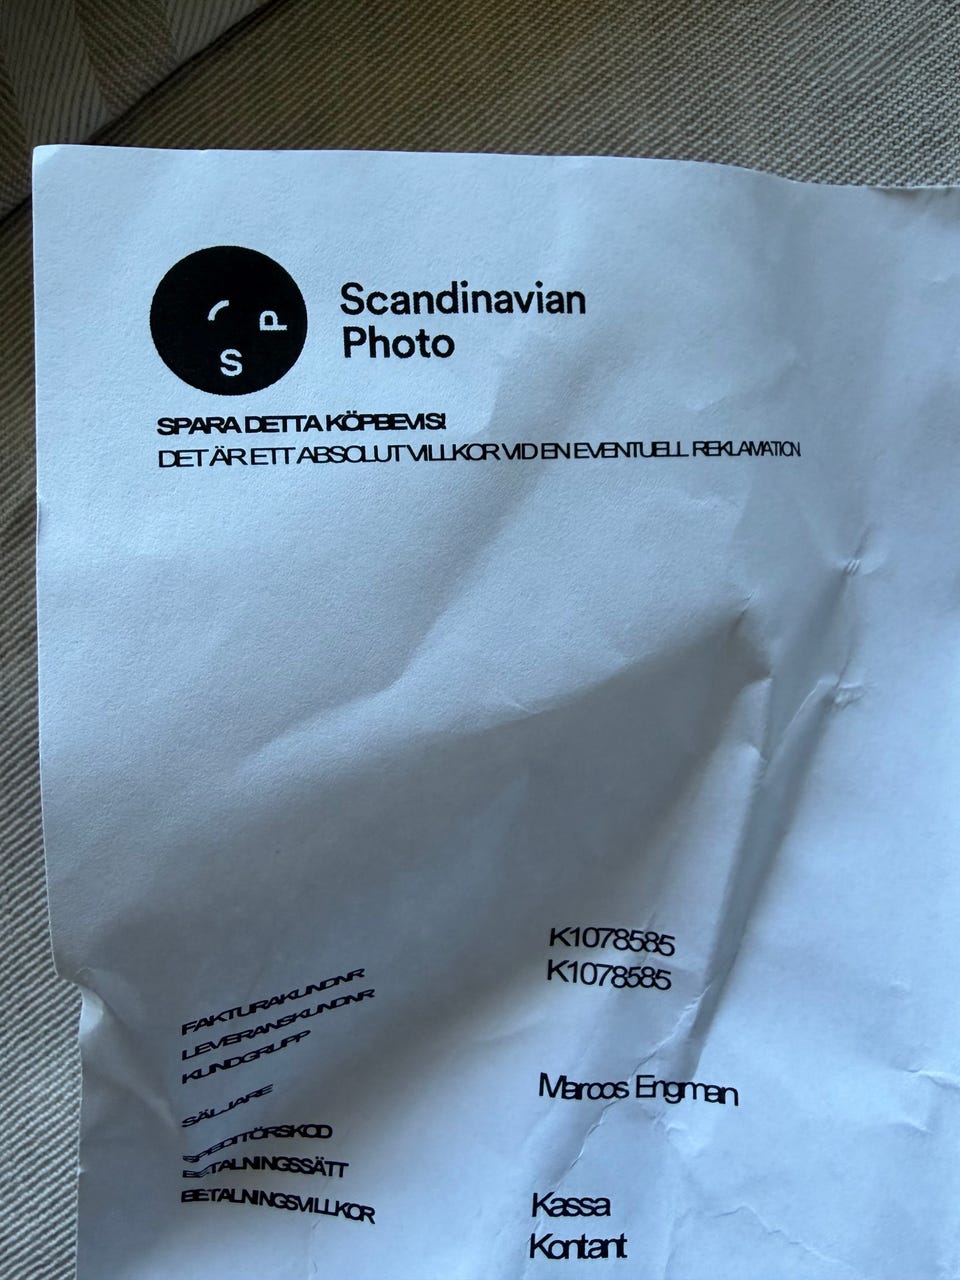 S P
Scandinavian
Photo
SPARA DETTA KÖPBEVIS!
DET ÄR ETT ABSOLUT VILLKOR VID EN EVENTUELL REKLAMATION
FAKTURAKUNDNR K1078585
LEVERANSKUNDNR K1078585
KUNDGRUPP
SÄLJARE Marcos Engman
SPEDITÖRSKOD
BETALNINGSSÄTT Kassa
BETALNINGSVILLKOR Kontant